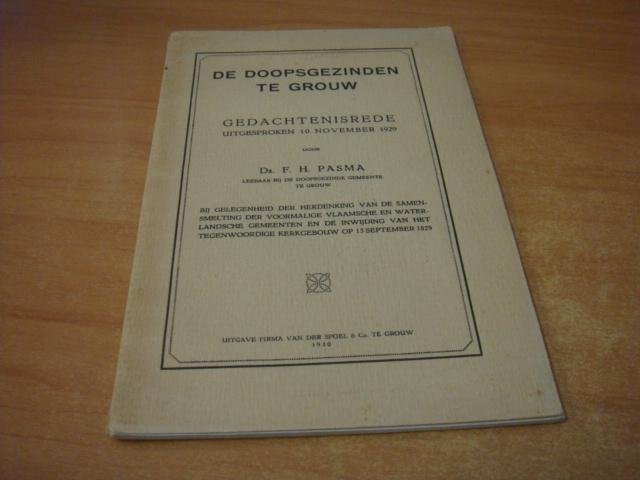 DE DOOPSGEZINDEN
TE GROUW
GEDACHTENISREDE
UITGESPROKEN 10 NOVEMBER 1929
DOOR
Ds. F. H. PASMA
LEERAAR BIJ DE DOOPSGEZINDE GEMEENTE
TE GROUW
BIJ GELEGENHEID DER HERDENKING VAN DE SAMEN-
SMELTING DER VOORMALIGE VLAAMSCHE EN WATER-
LANDSCHE GEMEENTEN EN DE INWIJDING VAN HET
TEGENWOORDIGE KERKGEBOUW OP 13 SEPTEMBER 1829
UITGAVE FIRMA VAN DER SPOEL & Co. TE GROUW
1930